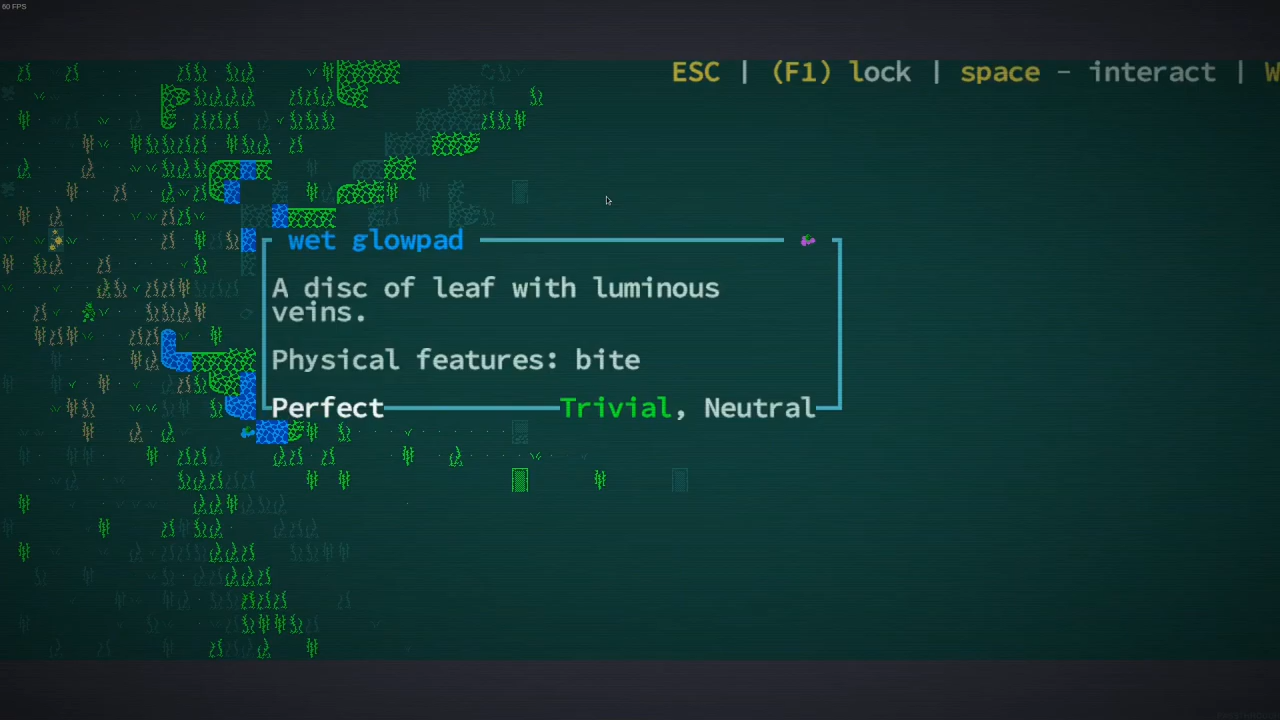 60 FPS
ESC | (F1) lock | space - interact | W
wet glowpad
A disc of leaf with luminous
veins.
Physical features: bite
Perfect Trivial, Neutral